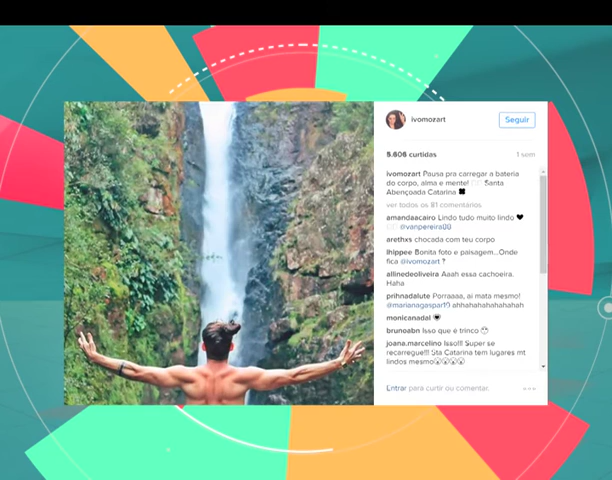 ivomozart
Seguir
5.606 curtidas
1 sem
ivomozart Pausa pra carregar a bateria
do corpo, alma e mente! Santa
Abençoada Catarina
ver todos os 81 comentários
amandaacairo Lindo tudo muito lindo
@vanpereira00
arethxs chocada com teu corpo
lhippee Bonita foto e paisagem...Onde
fica @ivomozart ?
allinedeoliveira Aaah essa cachoeira.
Haha
prihnadalute Porraaaa, ai mata mesmo!
@marianagaspar10 ahhahahahahahahah
monicanadal
brunoabn Isso que é trinco
joana.marcelino Isso!!! Super se
recarregue!!! Sta Catarina tem lugares mt
lindos mesmo
Entrar para curtir ou comentar.